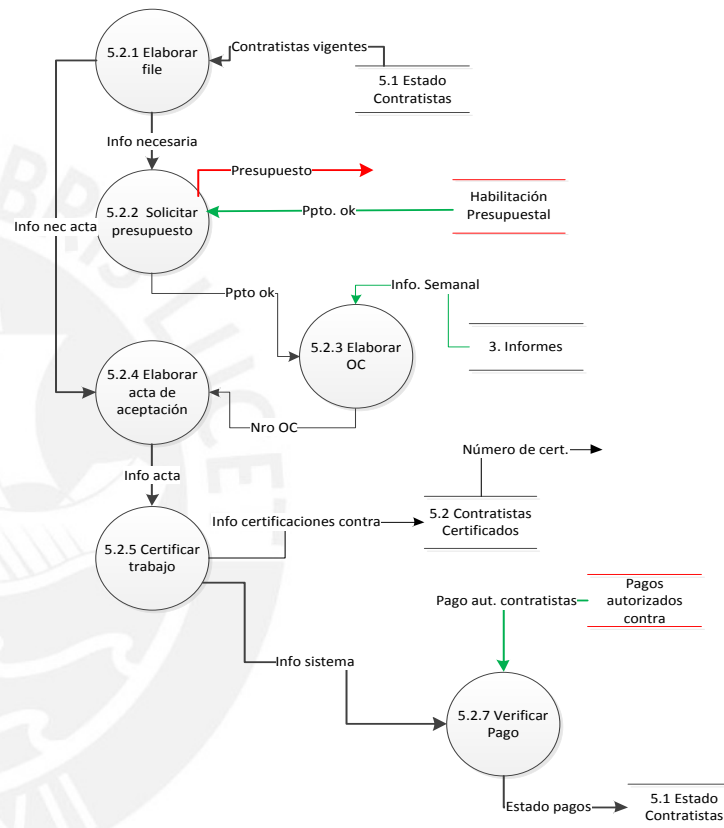 5.2.1 Elaborar
file
Contratistas vigentes
5.1 Estado
Contratistas
Info necesaria
Presupuesto
5.2.2 Solicitar
presupuesto
Habilitación
Presupuestal
Ppto. ok
Info nec acta
Ppto ok
Info. Semanal
5.2.3 Elaborar
OC
3. Informes
5.2.4 Elaborar
acta de
aceptación
Nro OC
Número de cert.
Info acta
5.2 Contratistas
Certificados
Info certificaciones contra
5.2.5 Certificar
trabajo
Pago aut. contratistas
Pagos
autorizados
contra
Info sistema
5.2.7 Verificar
Pago
Estado pagos
5.1 Estado
Contratistas